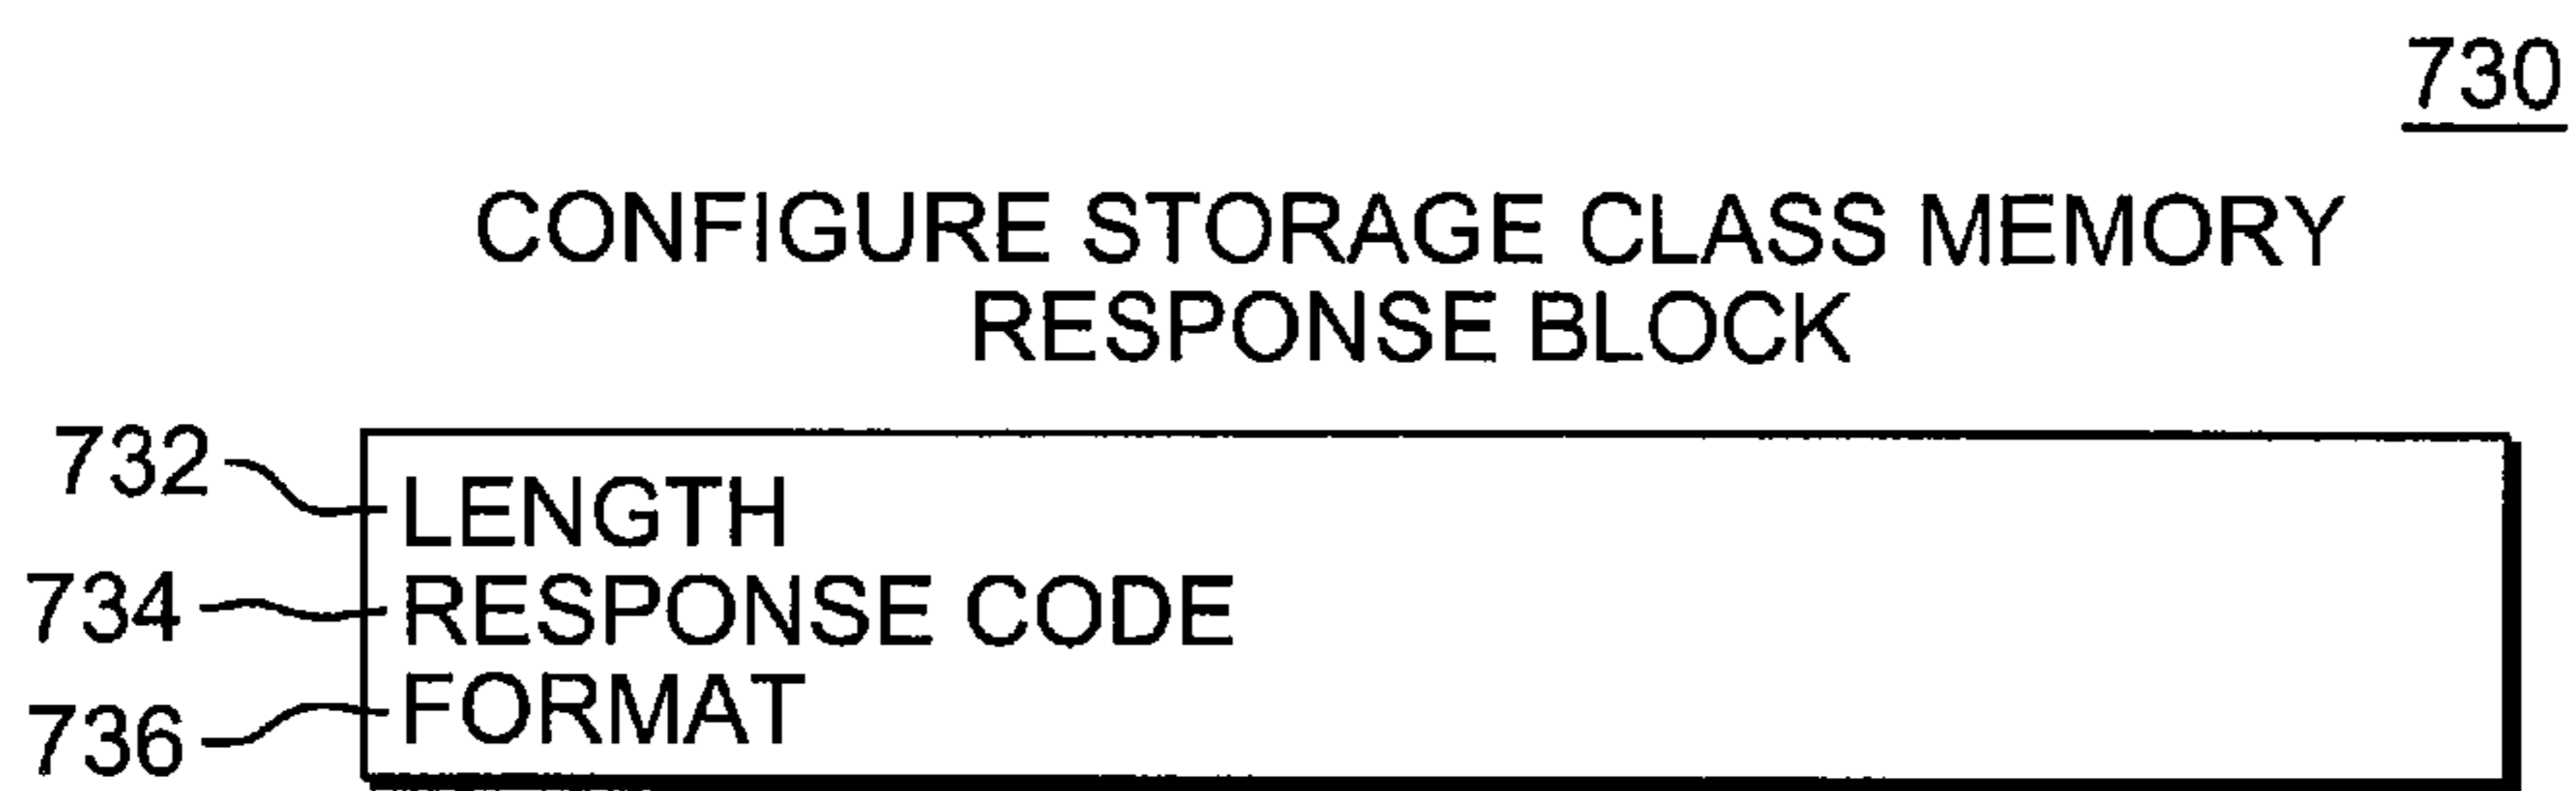 730
CONFIGURE STORAGE CLASS MEMORY
RESPONSE BLOCK
732 LENGTH
734 RESPONSE CODE
736 FORMAT